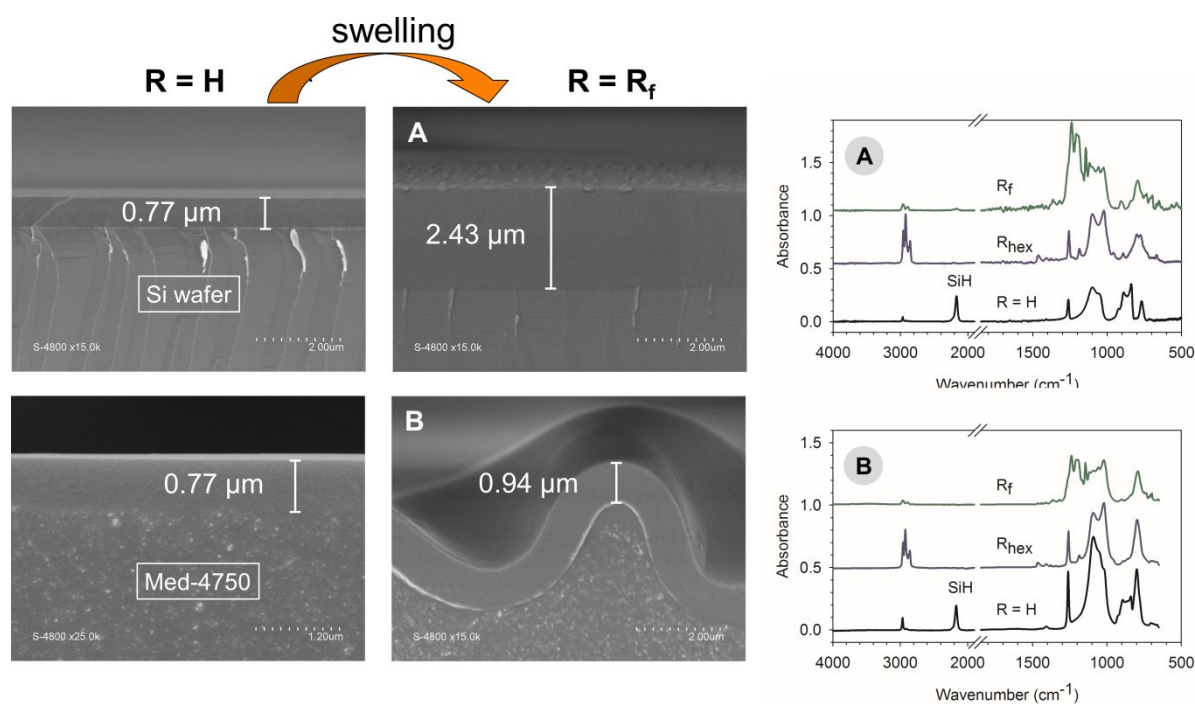 swelling
R = H
R = Rf
0.77 µm
Si wafer
S-4800 x15.0k
2.00um
A
2.43 µm
S-4800 x15.0k
2.00um
0.77 µm
Med-4750
S-4800 x25.0k
1.20um
B
0.94 µm
S-4800 x15.0k
2.00um
A
Absorbance
1.5
1.0
0.5
0.0
Rf
Rhex
SiH
R = H
4000 3000 2000 1500 1000 500
Wavenumber (cm-1)
B
Absorbance
1.5
1.0
0.5
0.0
Rf
Rhex
SiH
R = H
4000 3000 2000 1500 1000 500
Wavenumber (cm-1)